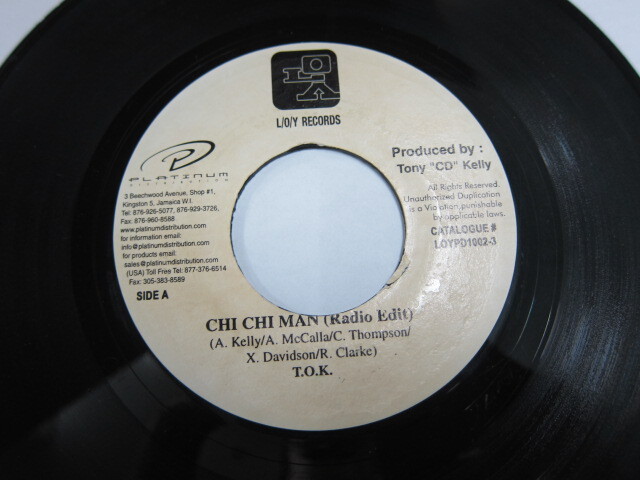 L/O/Y RECORDS
PLATINUM
DISTRIBUTION
3 Beechwood Avenue, Shop #1,
Kingston 5, Jamaica W.I.
Tel: 876-926-5077, 876-929-3726,
Fax: 876-960-8588
www.platinumdistribution.com
for information email:
info@platinumdistribution.com
for products email:
sales@platinumdistribution.com
(USA) Toll Free Tel: 877-376-6514
Fax: 305-383-8589
SIDE A
Produced by :
Tony "CD" Kelly
All Rights Reserved.
Unauthorized Duplication
is a Violation,punishable
by applicatble laws.
CATALOGUE #
LOYPD1002-3
CHI CHI MAN (Radio Edit)
(A. Kelly/A. McCalla/C. Thompson/
X. Davidson/R. Clarke)
T.O.K.